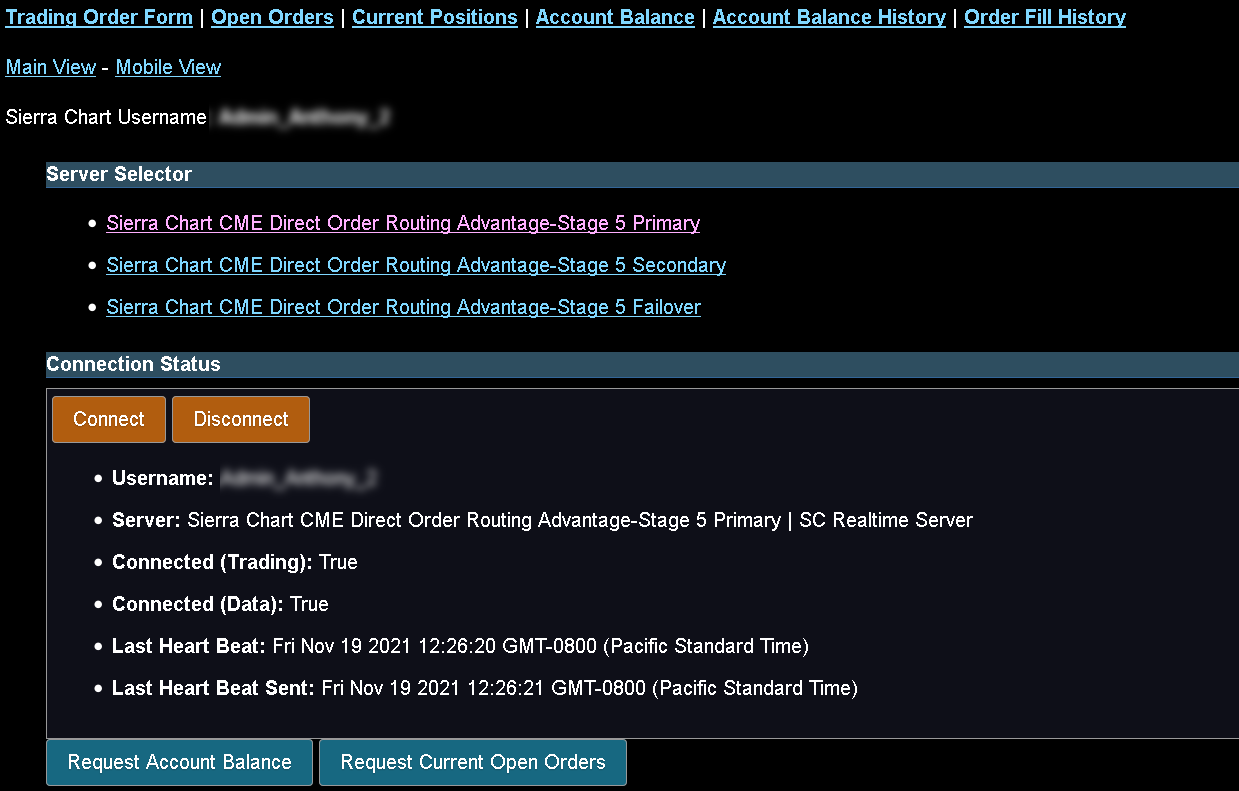 Trading Order Form | Open Orders | Current Positions | Account Balance | Account Balance History | Order Fill History
Main View - Mobile View
Sierra Chart Username
Server Selector
• Sierra Chart CME Direct Order Routing Advantage-Stage 5 Primary
• Sierra Chart CME Direct Order Routing Advantage-Stage 5 Secondary
• Sierra Chart CME Direct Order Routing Advantage-Stage 5 Failover
Connection Status
Connect Disconnect
• Username:
• Server: Sierra Chart CME Direct Order Routing Advantage-Stage 5 Primary | SC Realtime Server
• Connected (Trading): True
• Connected (Data): True
• Last Heart Beat: Fri Nov 19 2021 12:26:20 GMT-0800 (Pacific Standard Time)
• Last Heart Beat Sent: Fri Nov 19 2021 12:26:21 GMT-0800 (Pacific Standard Time)
Request Account Balance Request Current Open Orders